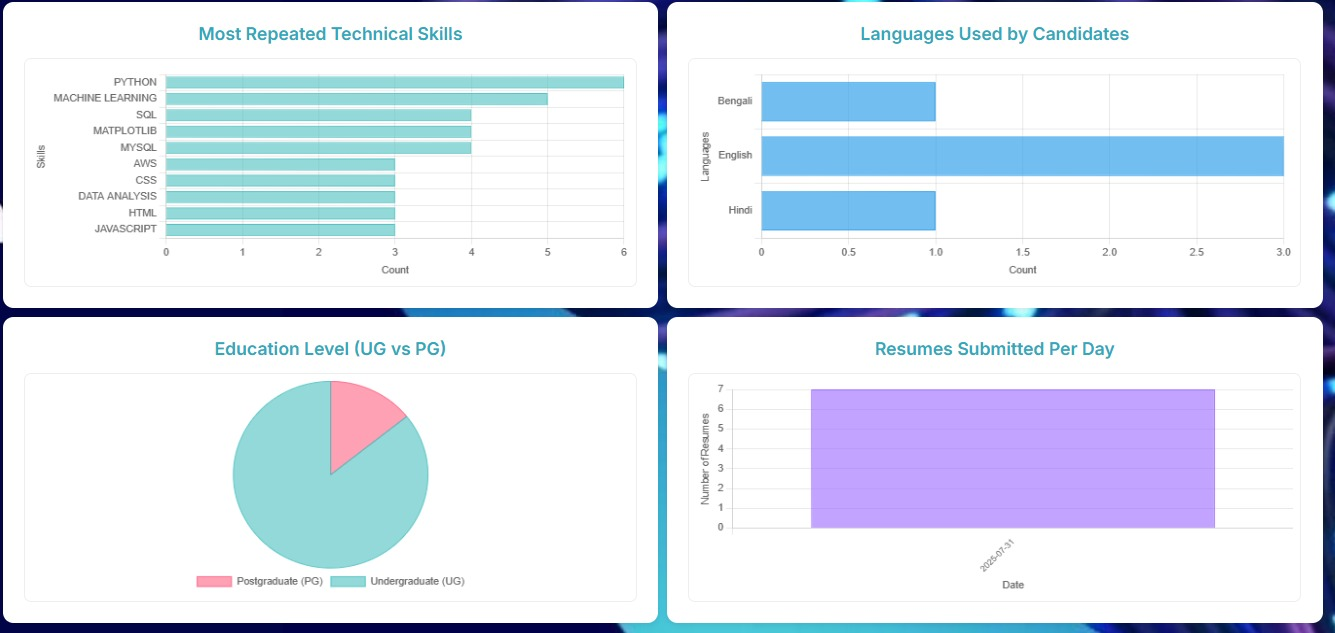 Most Repeated Technical Skills
Skills
PYTHON
MACHINE LEARNING
SQL
MATPLOTLIB
MYSQL
AWS
CSS
DATA ANALYSIS
HTML
JAVASCRIPT
0 1 2 3 4 5 6
Count
Languages Used by Candidates
Languages
Bengali
English
Hindi
0 0.5 1.0 1.5 2.0 2.5 3.0
Count
Education Level (UG vs PG)
Postgraduate (PG) Undergraduate (UG)
Resumes Submitted Per Day
Number of Resumes
7
6
5
4
3
2
1
0
2025-07-31
Date